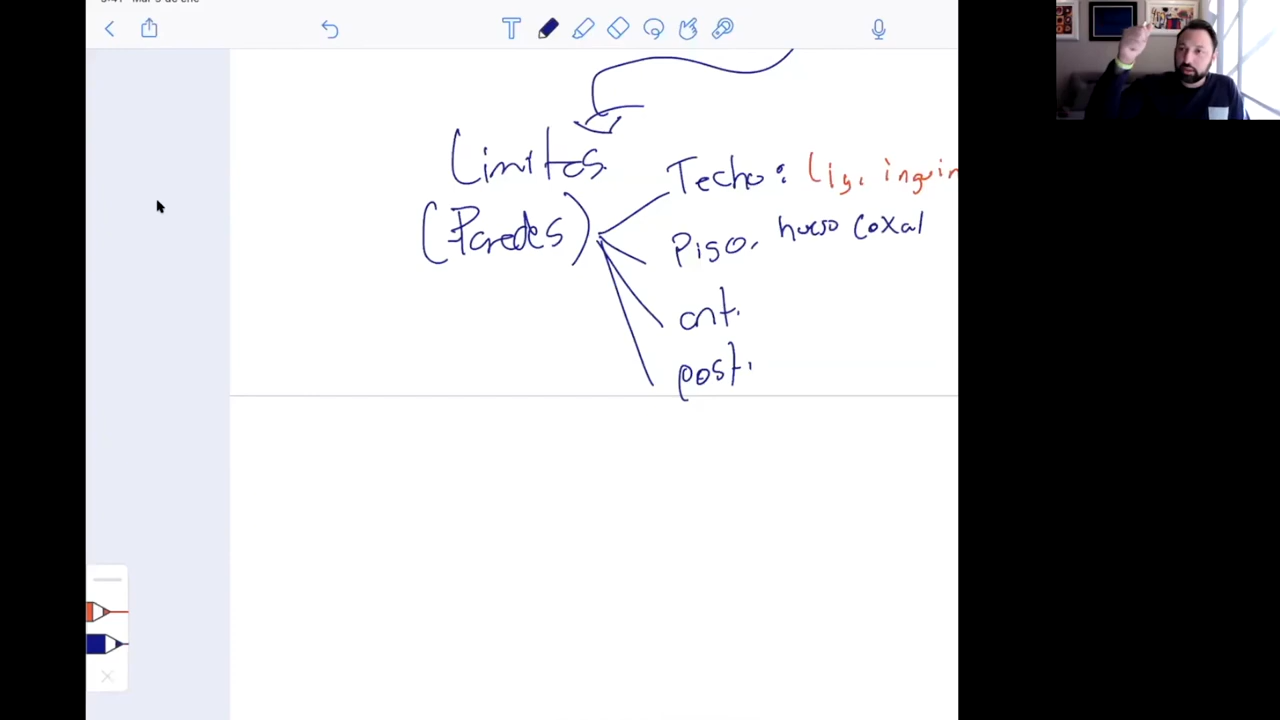 Limites
(Paredes)
Techo: Lig. inguin
Piso. hueso coxal
ant.
post.